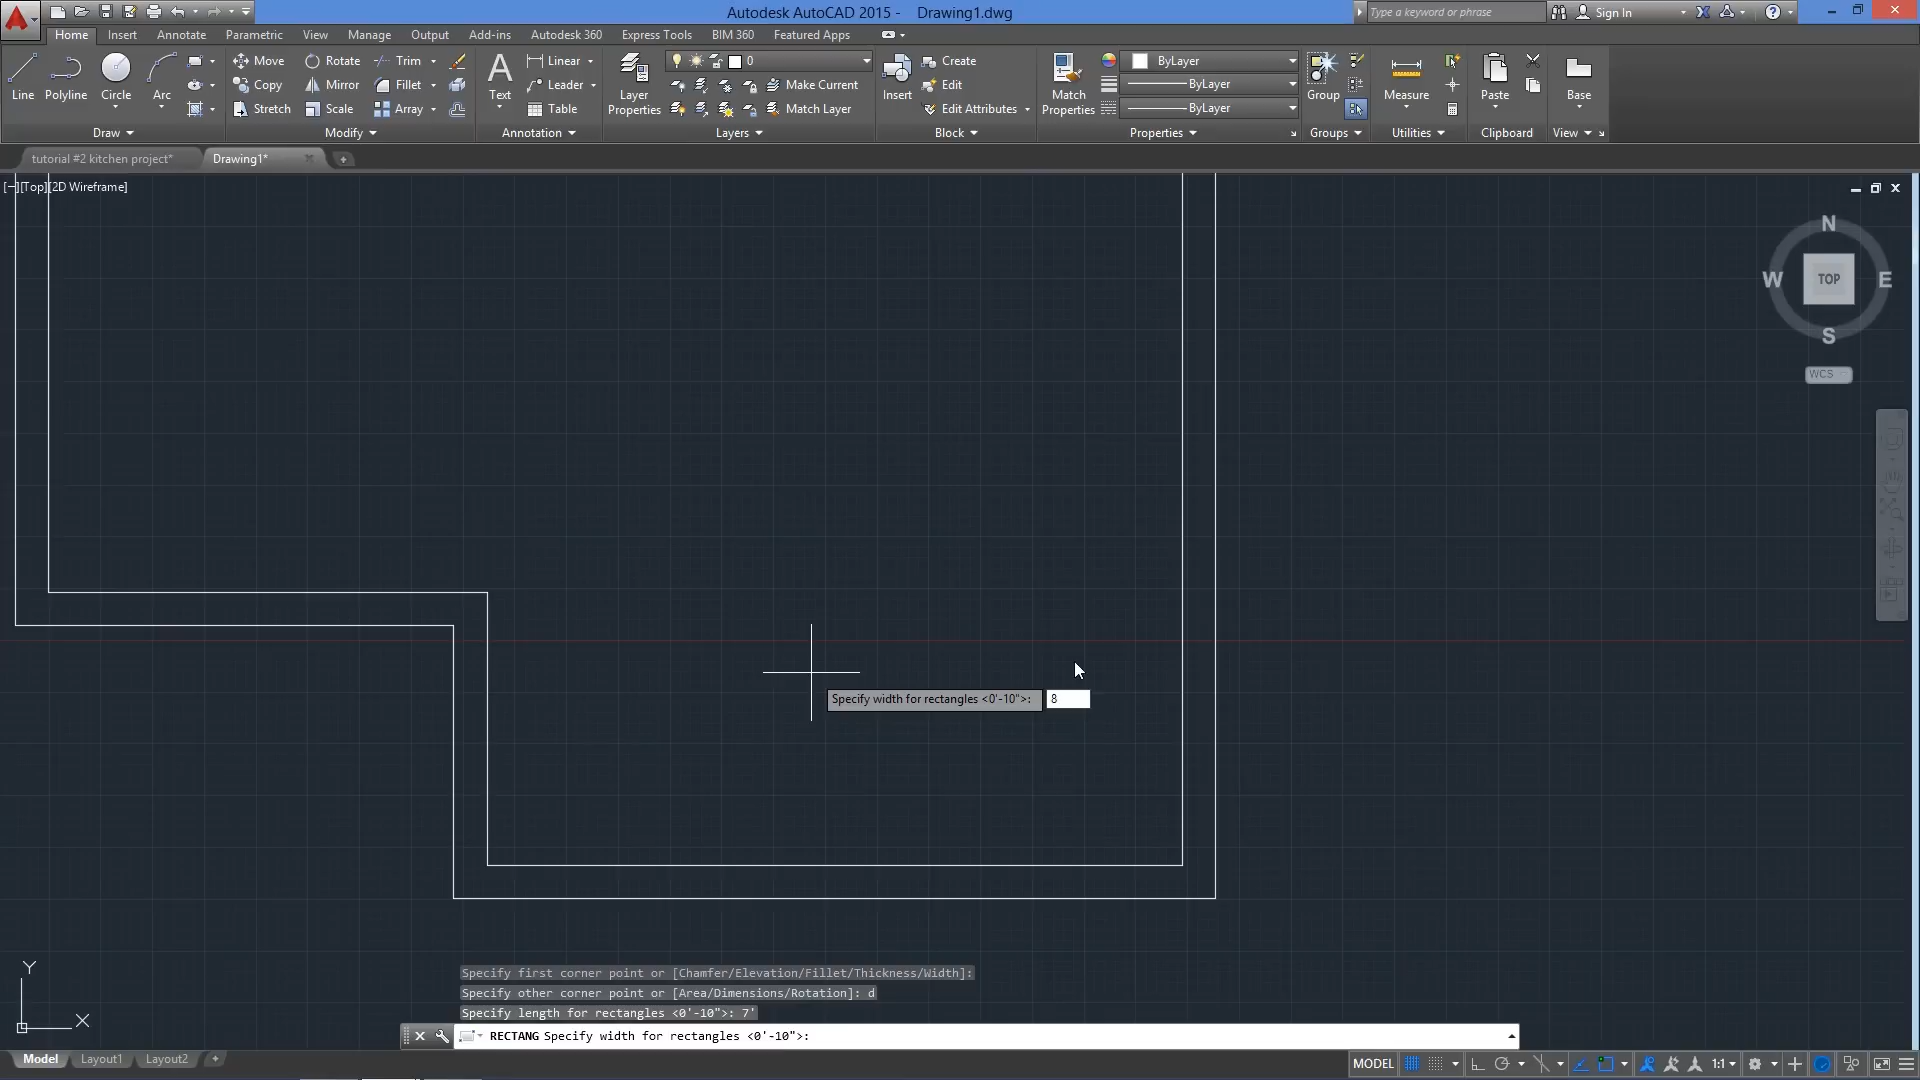 Autodesk AutoCAD 2015 - Drawing1.dwg
Type a keyword or phrase
Sign In
Home Insert Annotate Parametric View Manage Output Add-ins Autodesk 360 Express Tools BIM 360 Featured Apps
Move Rotate Trim Linear 0 Create ByLayer
Copy Mirror Fillet Leader Make Current Edit ByLayer
Line Polyline Circle Arc Text Layer Properties Insert Match Properties Group Measure Paste Base
Stretch Scale Array Table Match Layer Edit Attributes ByLayer
Draw Modify Annotation Layers Block Properties Groups Utilities Clipboard View
tutorial #2 kitchen project* Drawing1*
[−][Top][2D Wireframe]
N
W TOP E
S
WCS
Specify width for rectangles <0'-10">: 8
Y
X
Specify first corner point or [Chamfer/Elevation/Fillet/Thickness/Width]:
Specify other corner point or [Area/Dimensions/Rotation]: d
Specify length for rectangles <0'-10">: 7'
RECTANG Specify width for rectangles <0'-10">:
Model Layout1 Layout2
MODEL 1:1